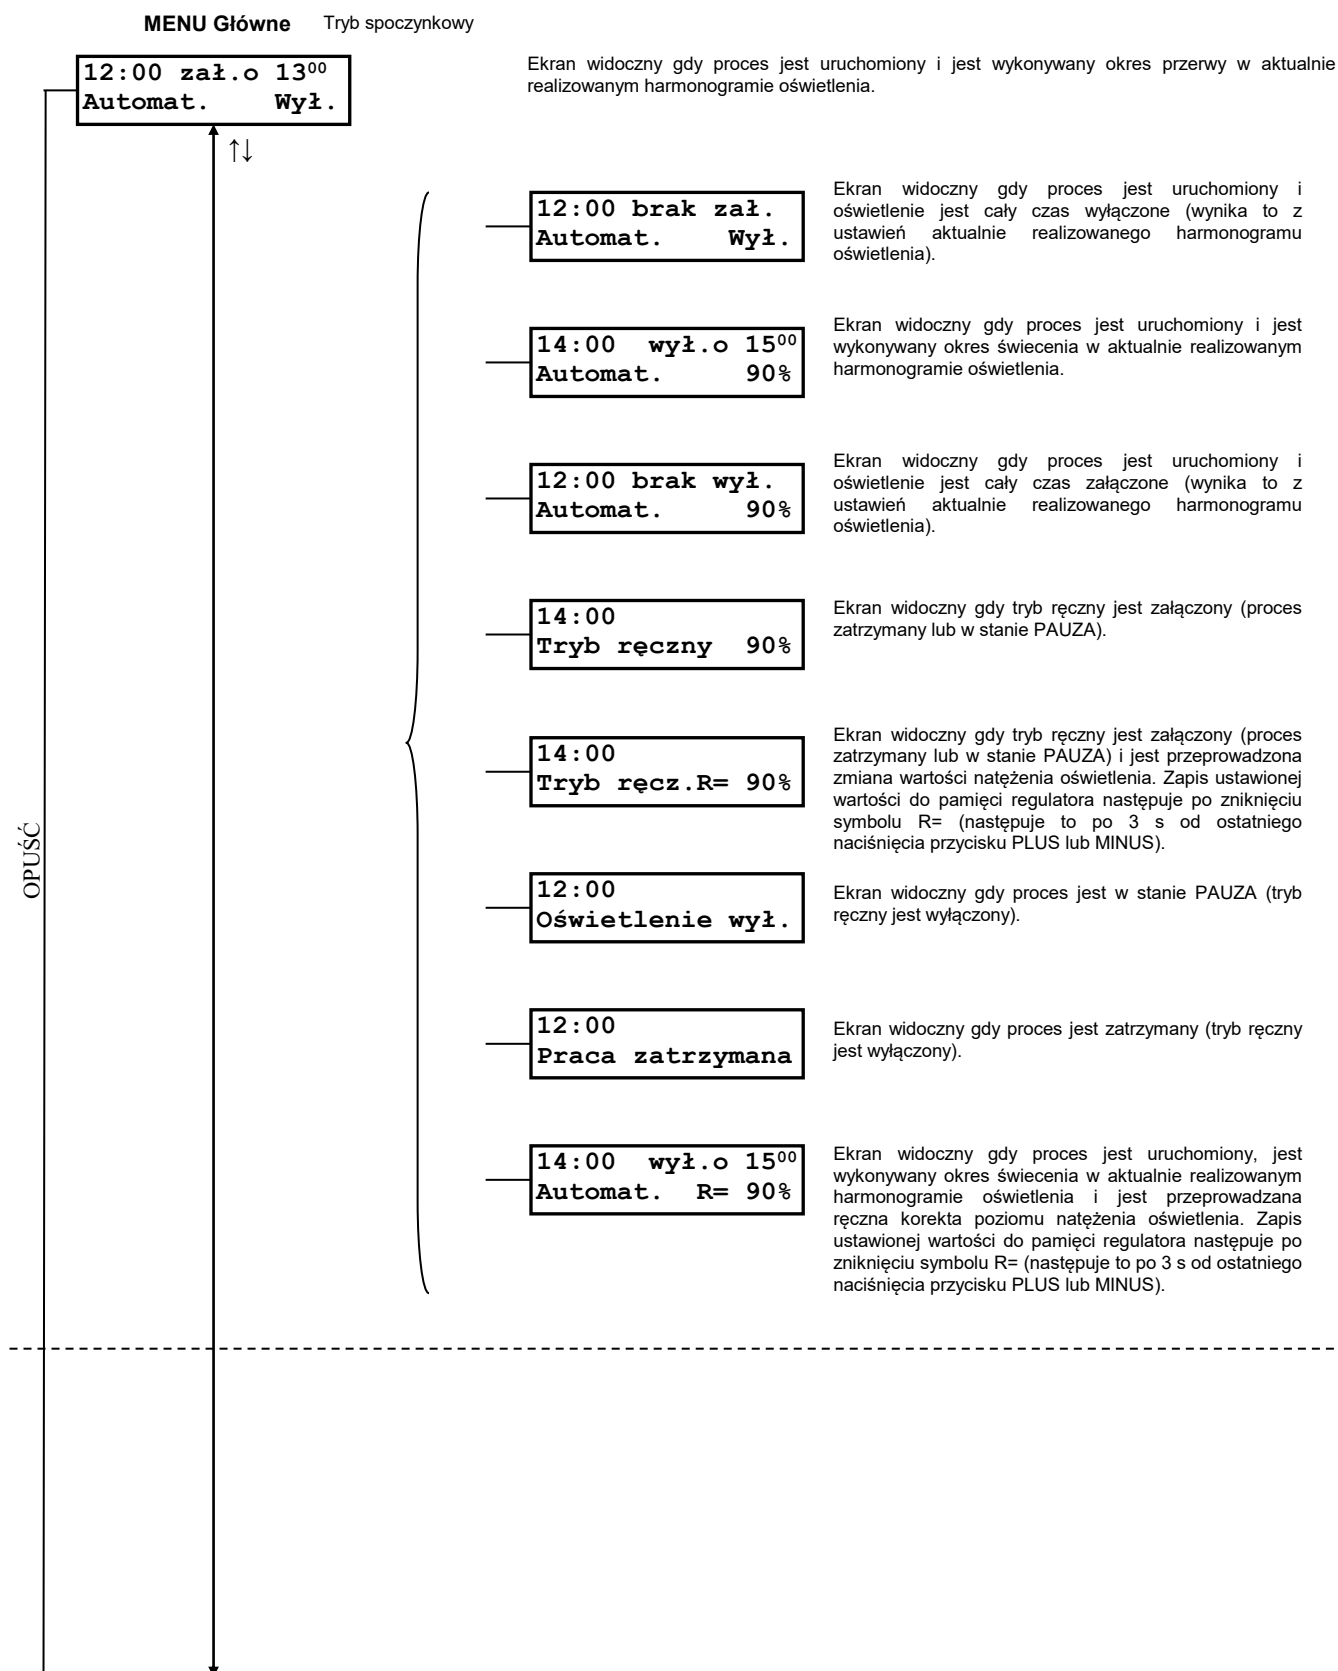 MENU Główne Tryb spoczynkowy
12:00 zał.o 13⁰⁰
Automat. Wył.
Ekran widoczny gdy proces jest uruchomiony i jest wykonywany okres przerwy w aktualnie
realizowanym harmonogramie oświetlenia.
↑↓
12:00 brak zał.
Automat. Wył.
Ekran widoczny gdy proces jest uruchomiony i
oświetlenie jest cały czas wyłączone (wynika to z
ustawień aktualnie realizowanego harmonogramu
oświetlenia).
14:00 wył.o 15⁰⁰
Automat. 90%
Ekran widoczny gdy proces jest uruchomiony i jest
wykonywany okres świecenia w aktualnie realizowanym
harmonogramie oświetlenia.
12:00 brak wył.
Automat. 90%
Ekran widoczny gdy proces jest uruchomiony i
oświetlenie jest cały czas załączone (wynika to z
ustawień aktualnie realizowanego harmonogramu
oświetlenia).
14:00
Tryb ręczny 90%
Ekran widoczny gdy tryb ręczny jest załączony (proces
zatrzymany lub w stanie PAUZA).
14:00
Tryb ręcz.R= 90%
Ekran widoczny gdy tryb ręczny jest załączony (proces
zatrzymany lub w stanie PAUZA) i jest przeprowadzona
zmiana wartości natężenia oświetlenia. Zapis ustawionej
wartości do pamięci regulatora następuje po zniknięciu
symbolu R= (następuje to po 3 s od ostatniego
naciśnięcia przycisku PLUS lub MINUS).
OPUŚĆ
12:00
Oświetlenie wył.
Ekran widoczny gdy proces jest w stanie PAUZA (tryb
ręczny jest wyłączony).
12:00
Praca zatrzymana
Ekran widoczny gdy proces jest zatrzymany (tryb ręczny
jest wyłączony).
14:00 wył.o 15⁰⁰
Automat. R= 90%
Ekran widoczny gdy proces jest uruchomiony, jest
wykonywany okres świecenia w aktualnie realizowanym
harmonogramie oświetlenia i jest przeprowadzana
ręczna korekta poziomu natężenia oświetlenia. Zapis
ustawionej wartości do pamięci regulatora następuje po
zniknięciu symbolu R= (następuje to po 3 s od ostatniego
naciśnięcia przycisku PLUS lub MINUS).